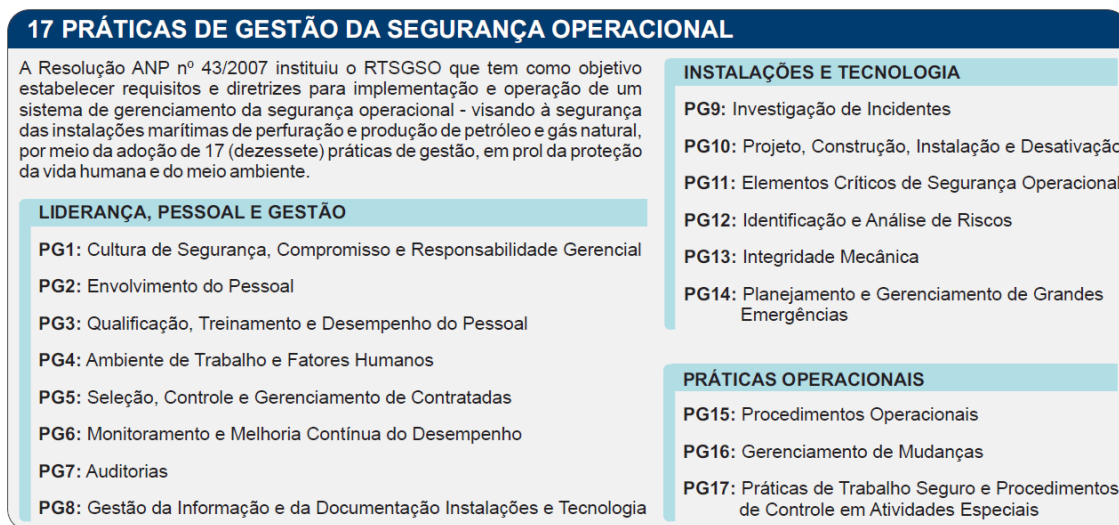 17 PRÁTICAS DE GESTÃO DA SEGURANÇA OPERACIONAL
A Resolução ANP nº 43/2007 instituiu o RTSGSO que tem como objetivo
estabelecer requisitos e diretrizes para implementação e operação de um
sistema de gerenciamento da segurança operacional - visando à segurança
das instalações marítimas de perfuração e produção de petróleo e gás natural,
por meio da adoção de 17 (dezessete) práticas de gestão, em prol da proteção
da vida humana e do meio ambiente.
LIDERANÇA, PESSOAL E GESTÃO
PG1: Cultura de Segurança, Compromisso e Responsabilidade Gerencial
PG2: Envolvimento do Pessoal
PG3: Qualificação, Treinamento e Desempenho do Pessoal
PG4: Ambiente de Trabalho e Fatores Humanos
PG5: Seleção, Controle e Gerenciamento de Contratadas
PG6: Monitoramento e Melhoria Contínua do Desempenho
PG7: Auditorias
PG8: Gestão da Informação e da Documentação Instalações e Tecnologia
INSTALAÇÕES E TECNOLOGIA
PG9: Investigação de Incidentes
PG10: Projeto, Construção, Instalação e Desativação
PG11: Elementos Críticos de Segurança Operacional
PG12: Identificação e Análise de Riscos
PG13: Integridade Mecânica
PG14: Planejamento e Gerenciamento de Grandes
Emergências
PRÁTICAS OPERACIONAIS
PG15: Procedimentos Operacionais
PG16: Gerenciamento de Mudanças
PG17: Práticas de Trabalho Seguro e Procedimentos
de Controle em Atividades Especiais